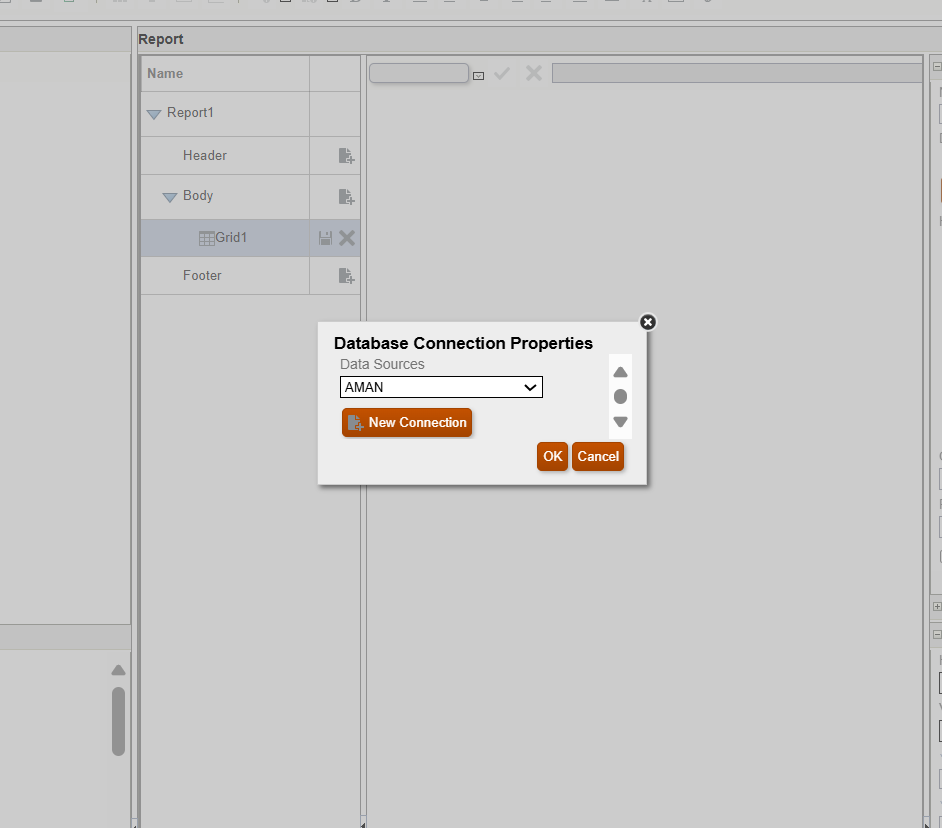 Report
Name
Report1
Header
Body
Grid1
Footer
Database Connection Properties
Data Sources
AMAN
New Connection
OK Cancel